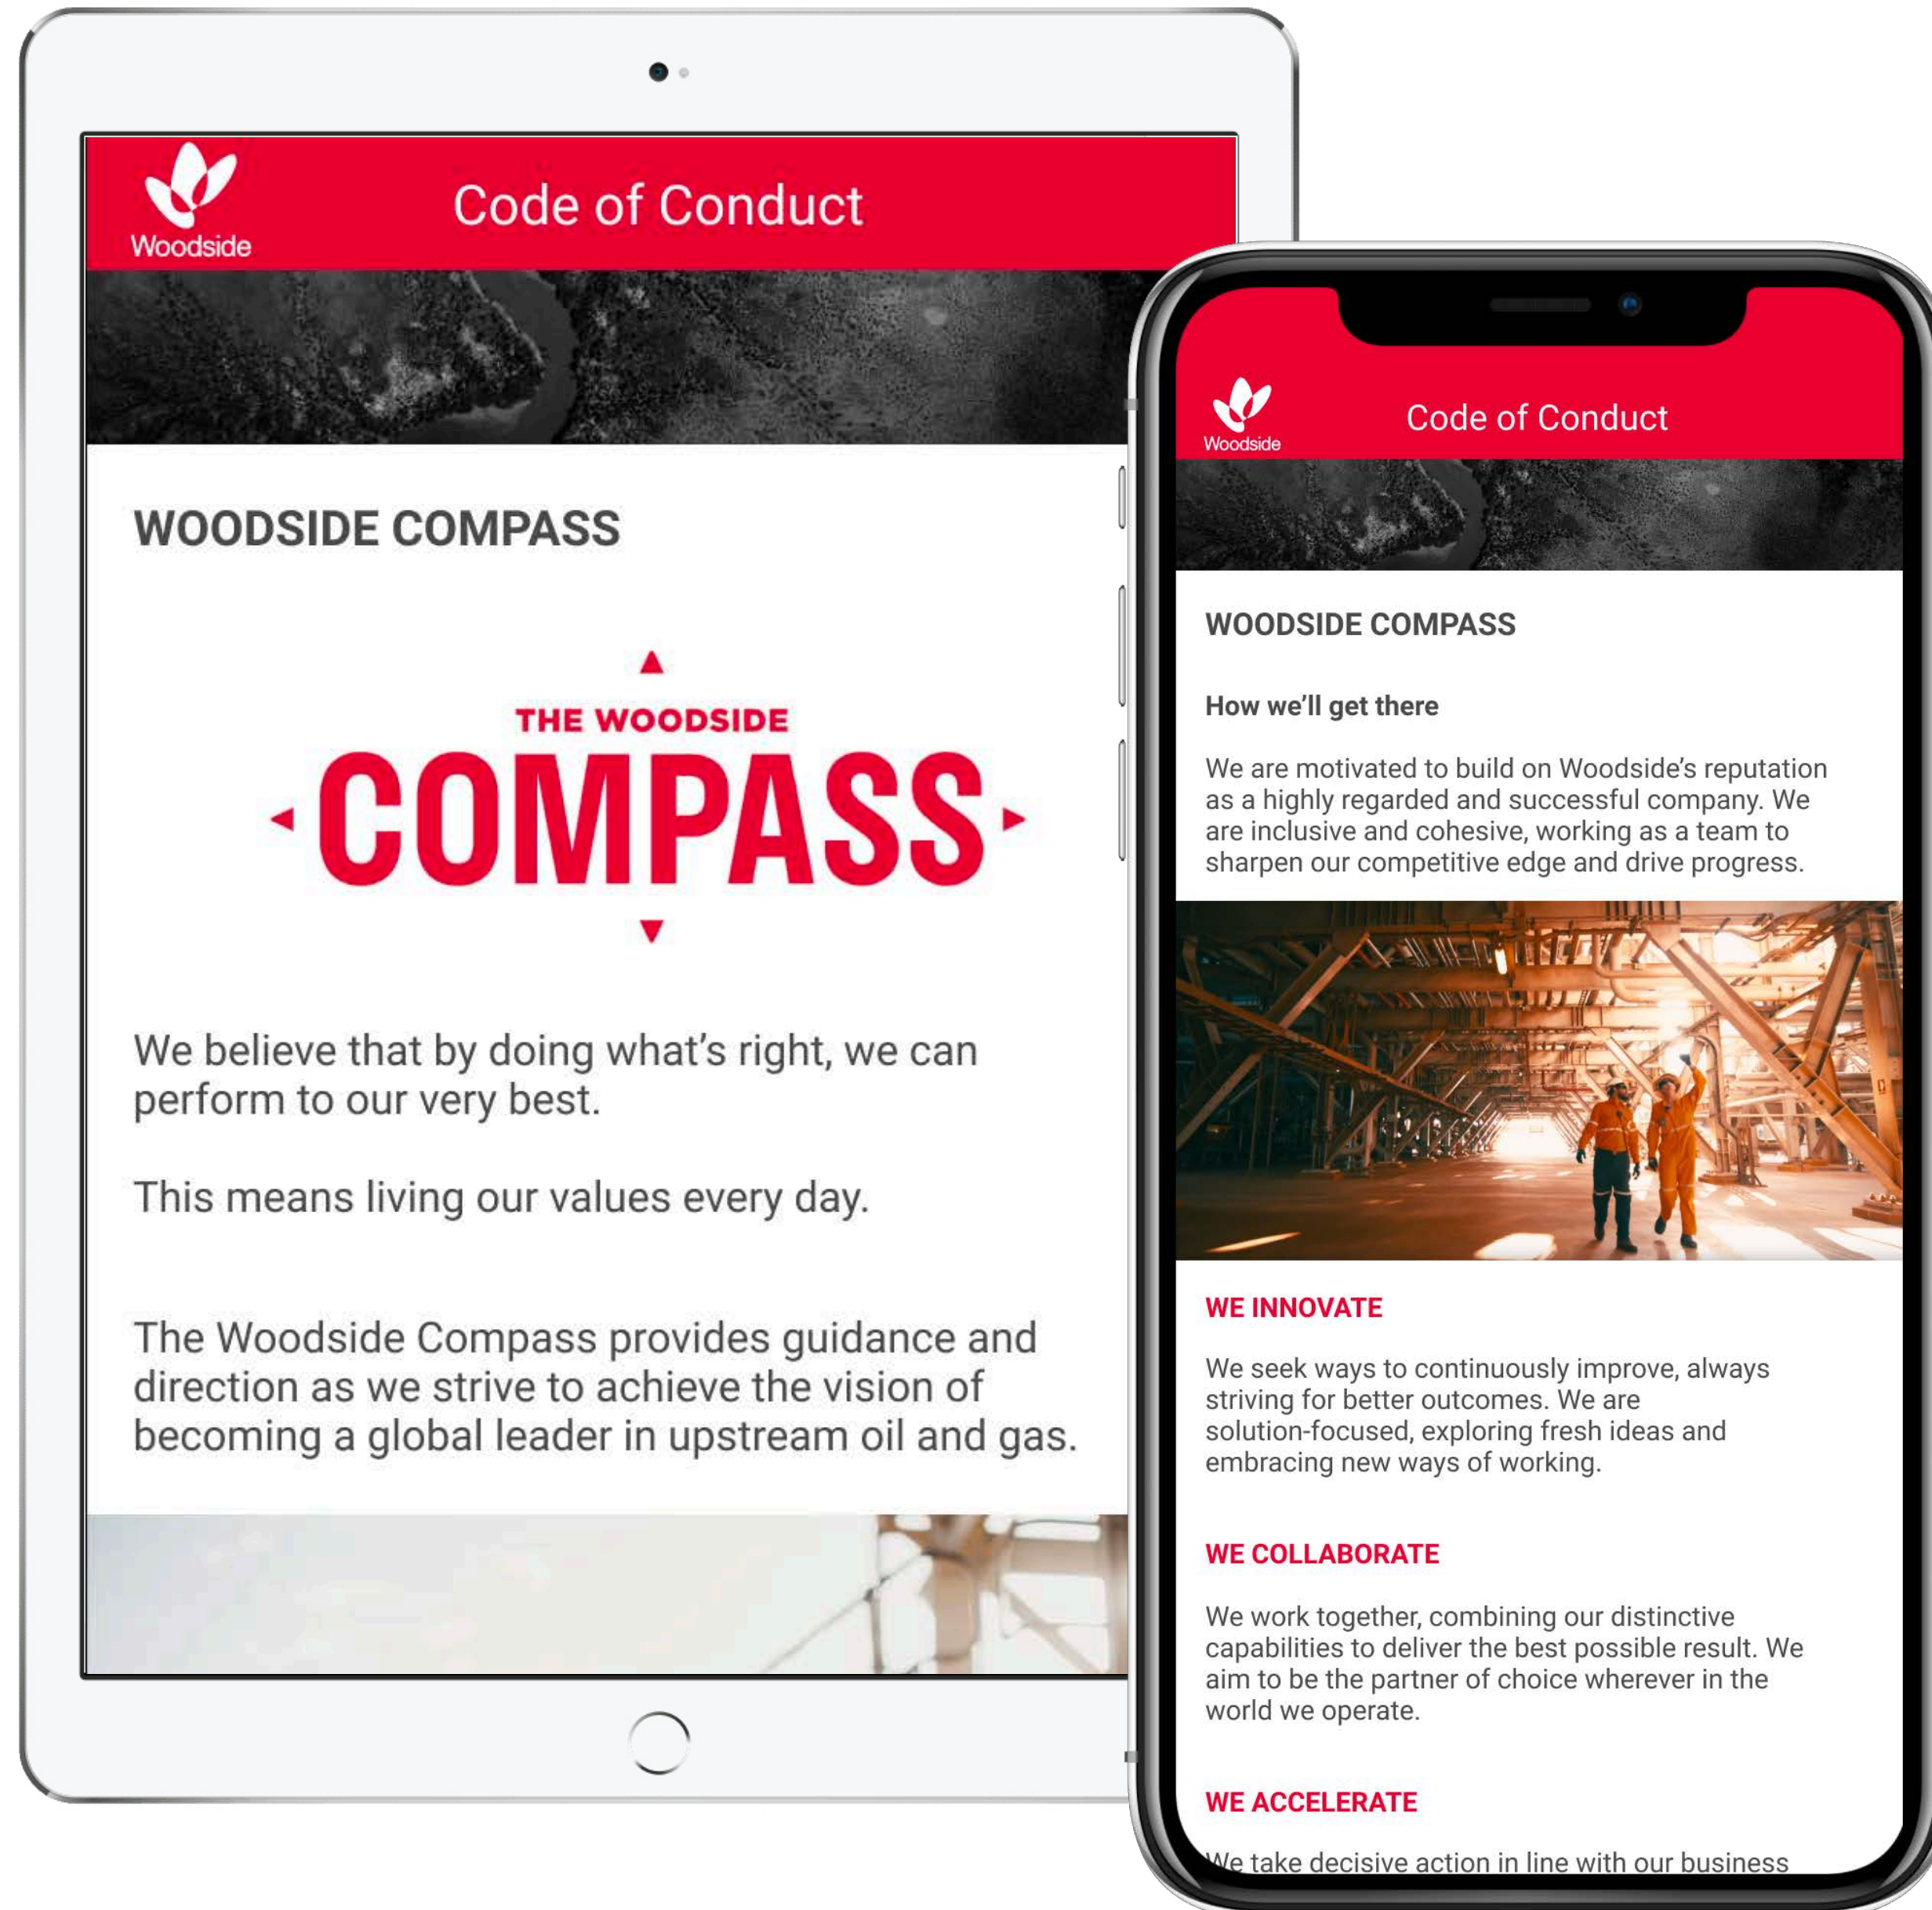 Woodside
Code of Conduct
WOODSIDE COMPASS
THE WOODSIDE
COMPASS
We believe that by doing what's right, we can
perform to our very best.
This means living our values every day.
The Woodside Compass provides guidance and
direction as we strive to achieve the vision of
becoming a global leader in upstream oil and gas.
Woodside
Code of Conduct
WOODSIDE COMPASS
How we'll get there
We are motivated to build on Woodside's reputation
as a highly regarded and successful company. We
are inclusive and cohesive, working as a team to
sharpen our competitive edge and drive progress.
WE INNOVATE
We seek ways to continuously improve, always
striving for better outcomes. We are
solution-focused, exploring fresh ideas and
embracing new ways of working.
WE COLLABORATE
We work together, combining our distinctive
capabilities to deliver the best possible result. We
aim to be the partner of choice wherever in the
world we operate.
WE ACCELERATE
We take decisive action in line with our business